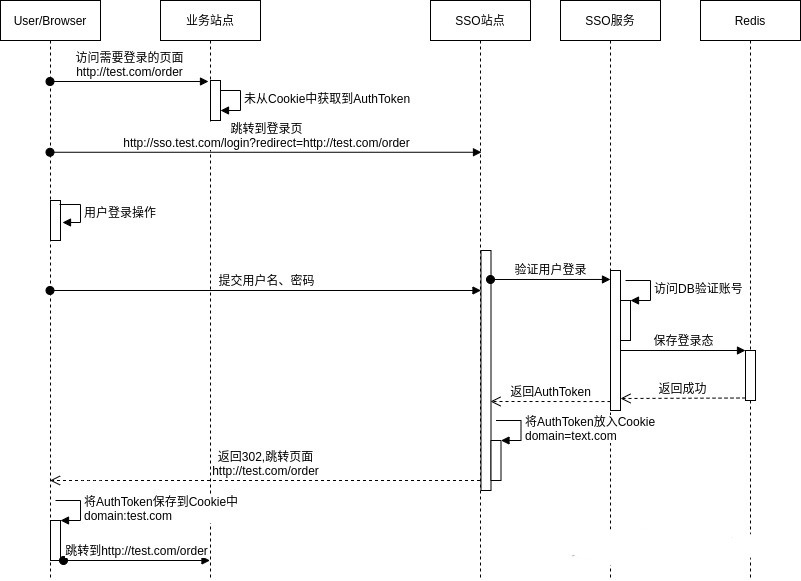 User/Browser
业务站点
SSO站点
SSO服务
Redis
访问需要登录的页面
http://test.com/order
未从Cookie中获取到AuthToken
跳转到登录页
http://sso.test.com/login?redirect=http://test.com/order
用户登录操作
验证用户登录
提交用户名、密码
访问DB验证账号
保存登录态
返回AuthToken
返回成功
将AuthToken放入Cookie
domain=text.com
返回302,跳转页面
http://test.com/order
将AuthToken保存到Cookie中
domain:test.com
跳转到http://test.com/order